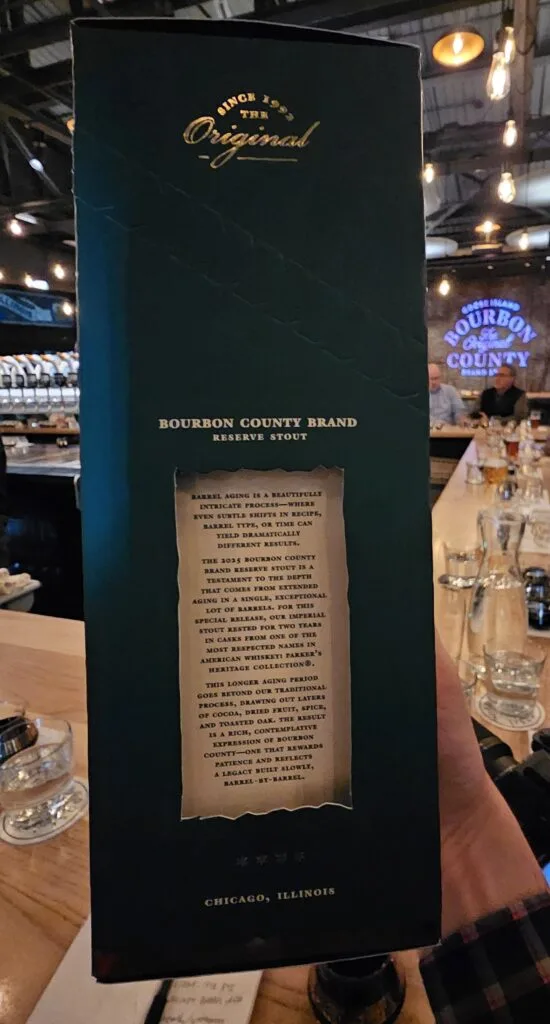 SINCE 1992
THE
Original
BOURBON COUNTY BRAND
RESERVE STOUT
BARREL AGING IS A BEAUTIFULLY
INTRICATE PROCESS—WHERE
EVEN SUBTLE SHIFTS IN RECIPE,
BARREL TYPE, OR TIME CAN
YIELD DRAMATICALLY
DIFFERENT RESULTS.
THE 2025 BOURBON COUNTY
BRAND RESERVE STOUT IS A
TESTAMENT TO THE DEPTH
THAT COMES FROM EXTENDED
AGING IN A SINGLE, EXCEPTIONAL
LOT OF BARRELS. FOR THIS
SPECIAL RELEASE, OUR IMPERIAL
STOUT RESTED FOR TWO YEARS
IN CASKS FROM ONE OF THE
MOST RESPECTED NAMES IN
AMERICAN WHISKEY: PARKER'S
HERITAGE COLLECTION®.
THIS LONGER AGING PERIOD
GOES BEYOND OUR TRADITIONAL
PROCESS, DRAWING OUT LAYERS
OF COCOA, DRIED FRUIT, SPICE,
AND TOASTED OAK. THE RESULT
IS A RICH, CONTEMPLATIVE
EXPRESSION OF BOURBON
COUNTY—ONE THAT REWARDS
PATIENCE AND REFLECTS
A LEGACY BUILT SLOWLY,
BARREL-BY-BARREL.
CHICAGO, ILLINOIS
GOOSE ISLAND
BOURBON
The
Original
COUNTY